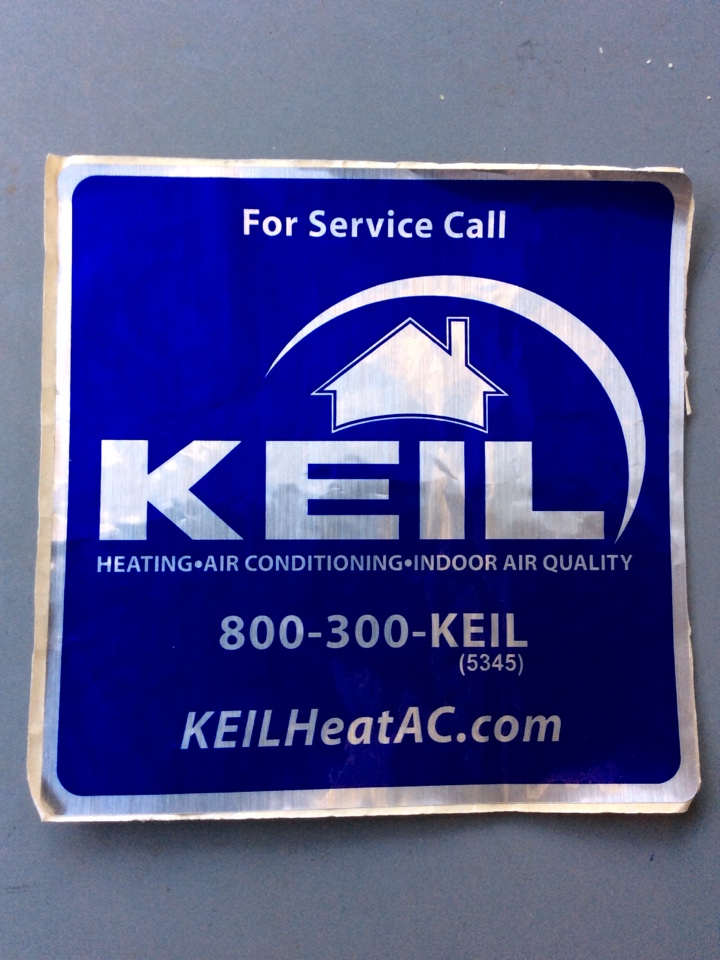 For Service Call
KEIL
HEATING•AIR CONDITIONING•INDOOR AIR QUALITY
800-300-KEIL
(5345)
KEILHeatAC.com